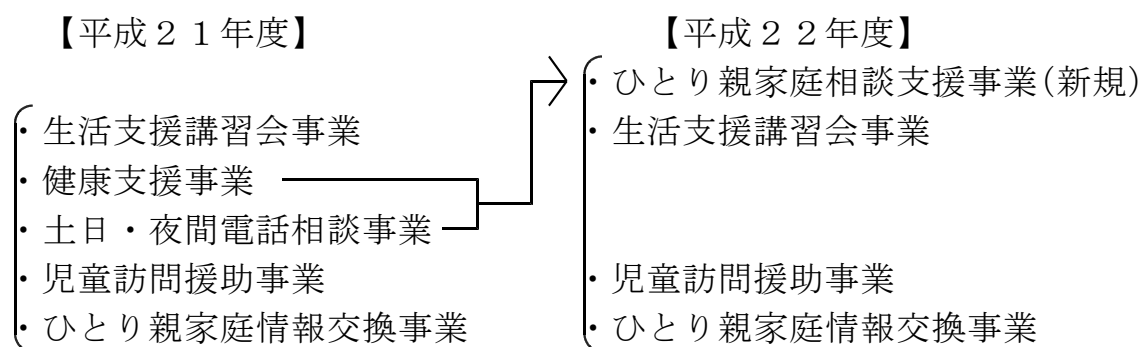 【平成２１年度】
・生活支援講習会事業
・健康支援事業
・土日・夜間電話相談事業
・児童訪問援助事業
・ひとり親家庭情報交換事業
【平成２２年度】
・ひとり親家庭相談支援事業(新規)
・生活支援講習会事業
・児童訪問援助事業
・ひとり親家庭情報交換事業